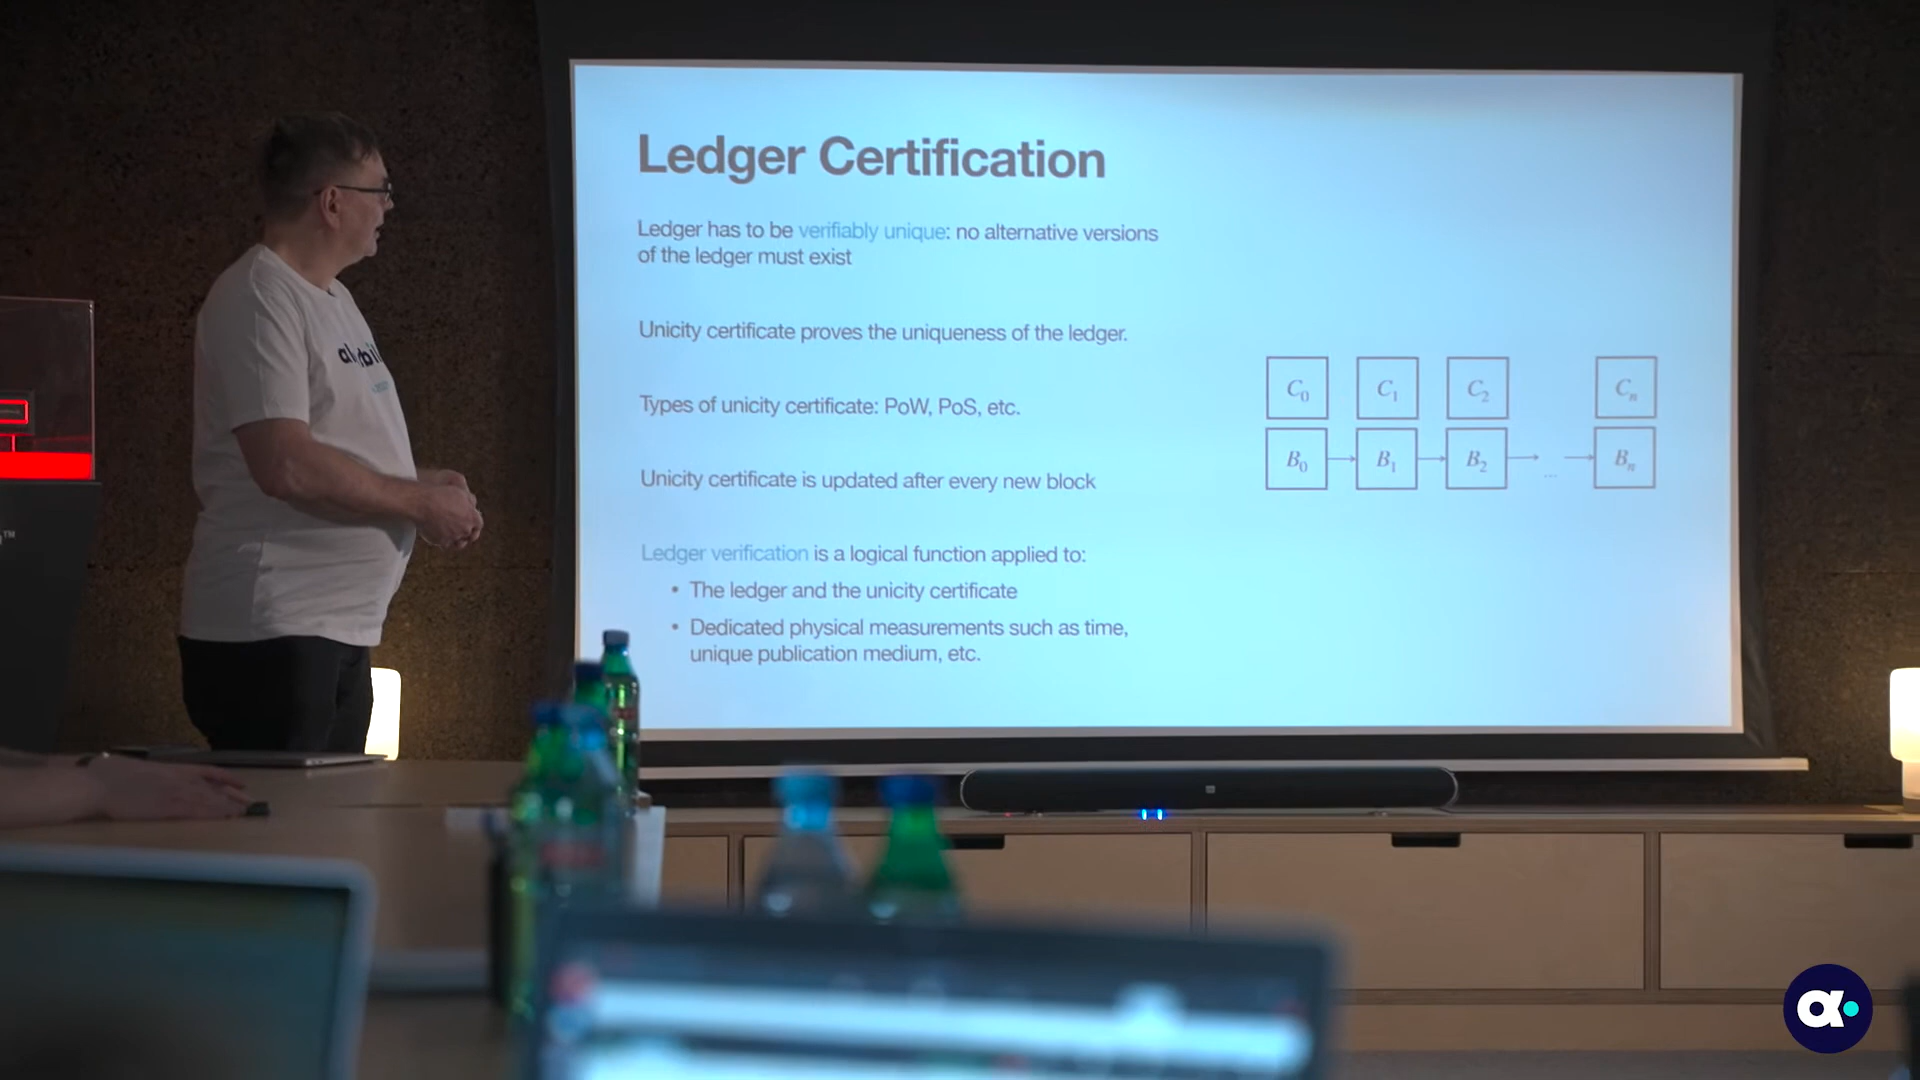 Ledger Certification
Ledger has to be verifiably unique: no alternative versions
of the ledger must exist
Unicity certificate proves the uniqueness of the ledger.
Types of unicity certificate: PoW, PoS, etc.
Unicity certificate is updated after every new block
Ledger verification is a logical function applied to:
• The ledger and the unicity certificate
• Dedicated physical measurements such as time,
unique publication medium, etc.
C0 C1 C2 Cn
B0 B1 B2 ... Bn
TM
α